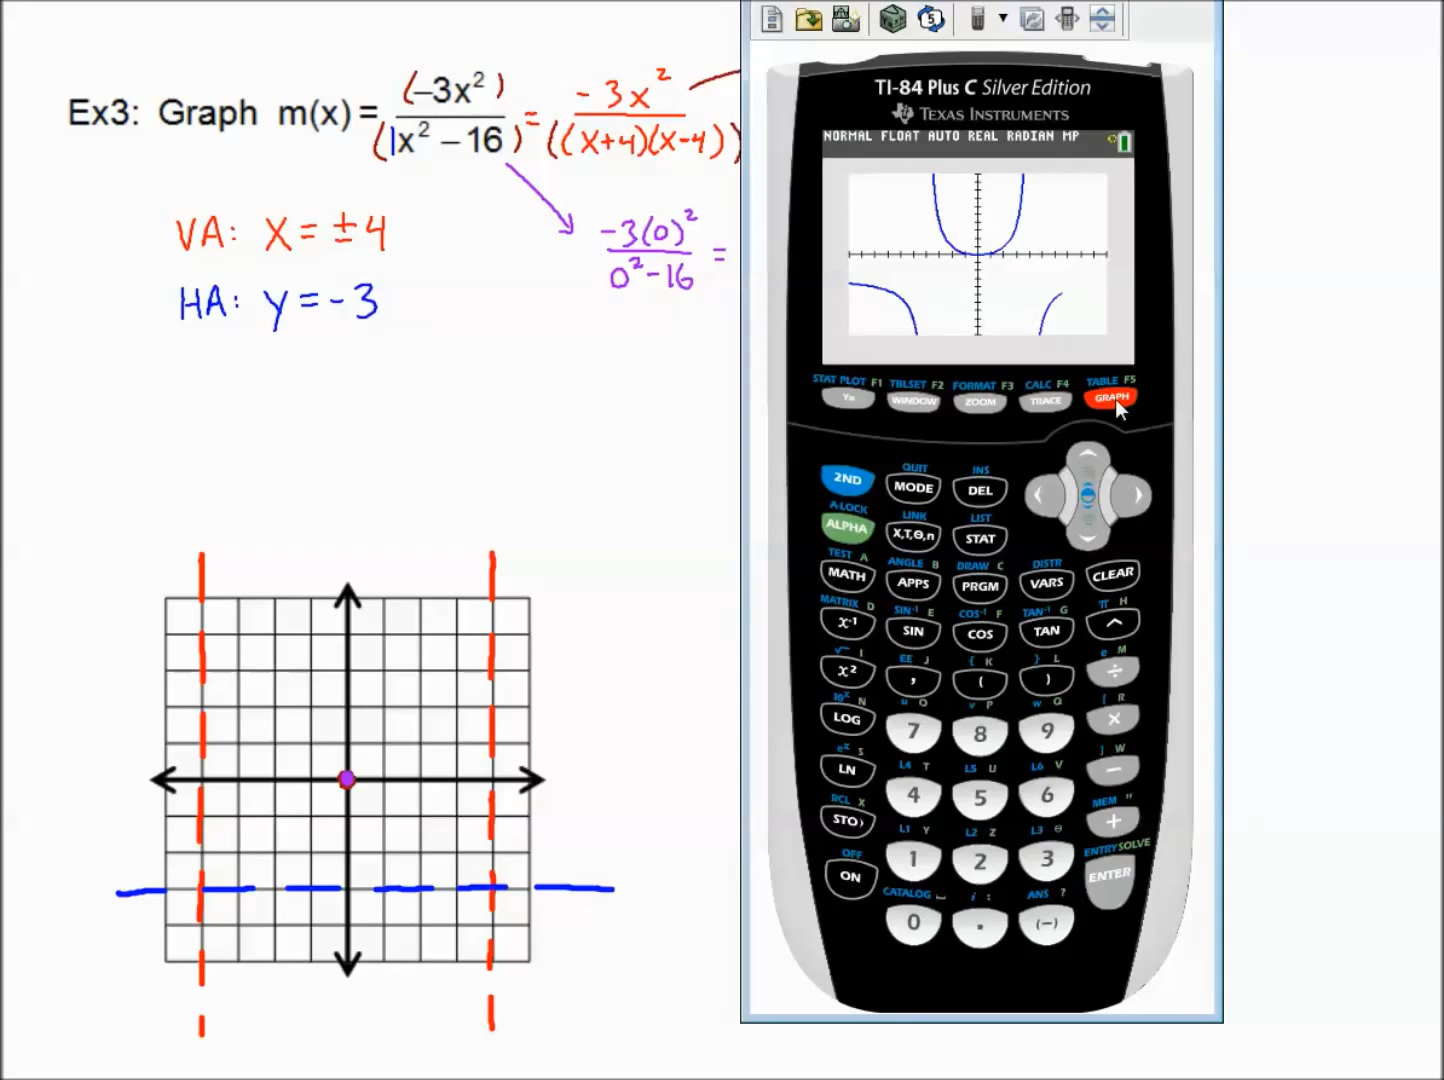 Ex3: Graph m(x) = (-3x²) / (1x² - 16) = -3x² / ((x+4)(x-4))
VA: X = ±4
HA: y = -3
-3(0)² / 0² - 16 =
5
TI-84 Plus C Silver Edition
TEXAS INSTRUMENTS
NORMAL FLOAT AUTO REAL RADIAN MP
STAT PLOT F1 TBLSET F2 FORMAT F3 CALC F4 TABLE F5
Y= WINDOW ZOOM TRACE GRAPH
QUIT INS
2ND MODE DEL
A-LOCK LINK LIST
ALPHA X,T,Θ,n STAT
TEST A ANGLE B DRAW C DISTR
MATH APPS PRGM VARS CLEAR
MATRIX D SIN⁻¹ E COS⁻¹ F TAN⁻¹ G π H
x⁻¹ SIN COS TAN ^
√ I EE J { K } L e M
x² , ( ) ÷
10ˣ N u O v P w Q [ R
LOG 7 8 9 ×
eˣ S L4 T L5 U L6 V ] W
LN 4 5 6 −
RCL X L1 Y L2 Z L3 θ MEM "
STO› 1 2 3 +
OFF CATALOG ⎵ i : ANS ? ENTRY SOLVE
ON 0 . (−) ENTER